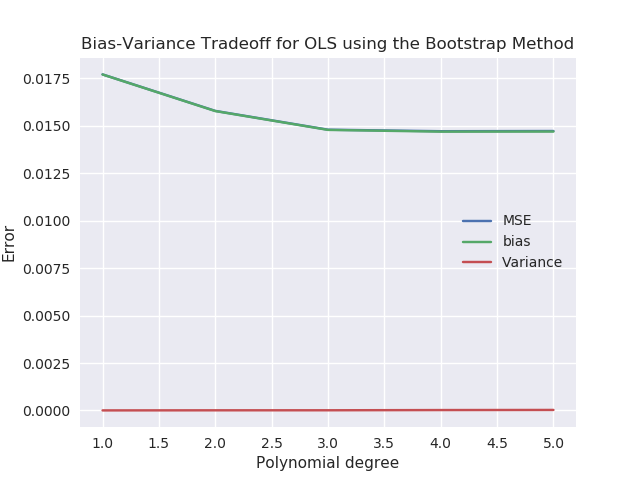 Bias-Variance Tradeoff for OLS using the Bootstrap Method
0.0175
0.0150
0.0125
0.0100
0.0075
0.0050
0.0025
0.0000
Error
MSE
bias
Variance
1.0 1.5 2.0 2.5 3.0 3.5 4.0 4.5 5.0
Polynomial degree